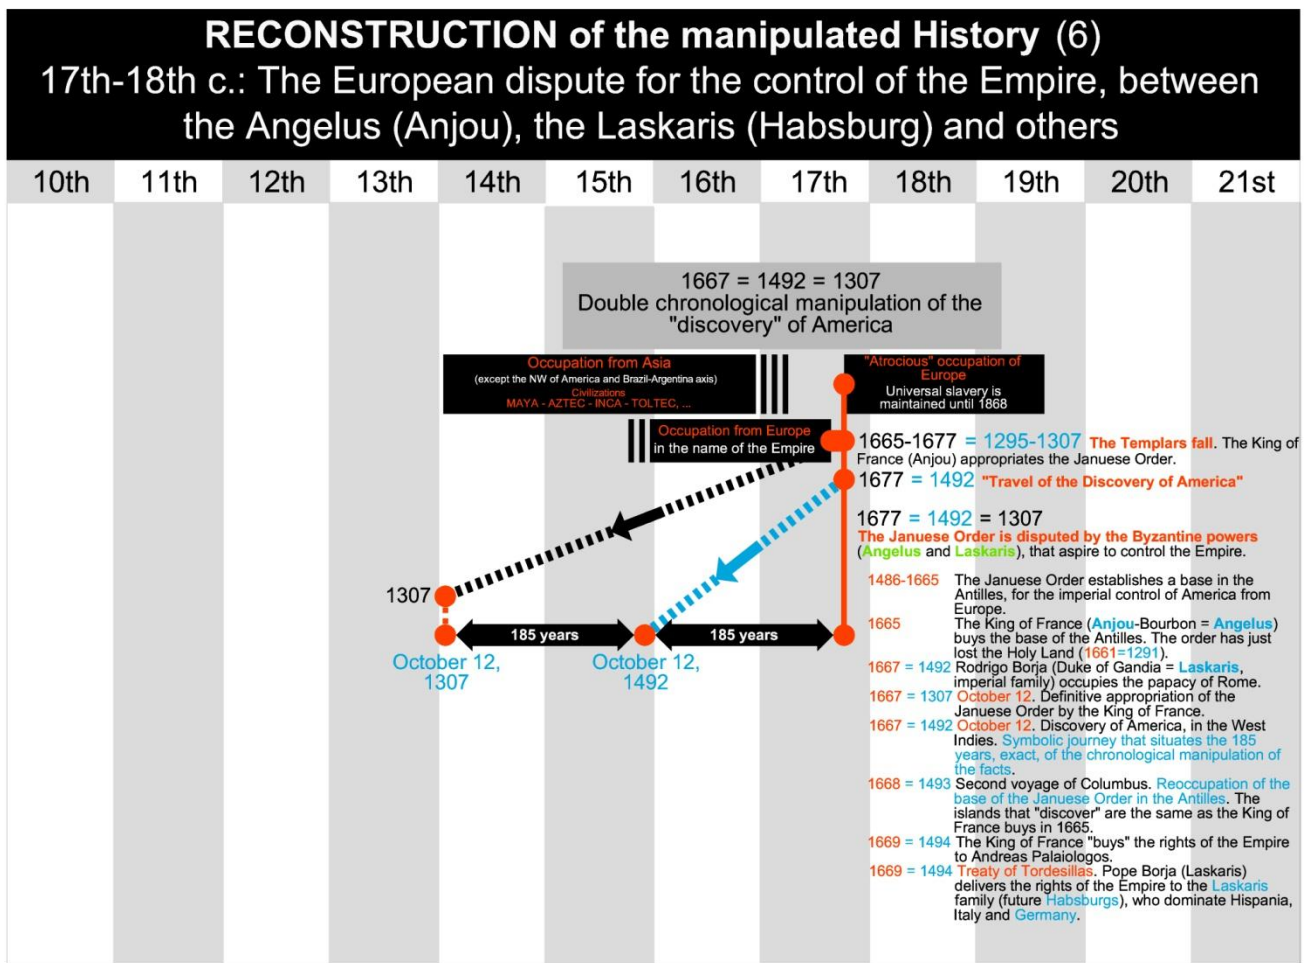 RECONSTRUCTION of the manipulated History (6)
17th-18th c.: The European dispute for the control of the Empire, between
the Angelus (Anjou), the Laskaris (Habsburg) and others
10th 11th 12th 13th 14th 15th 16th 17th 18th 19th 20th 21st
1667 = 1492 = 1307
Double chronological manipulation of the
"discovery" of America
Occupation from Asia
(except the NW of America and Brazil-Argentina axis)
Civilizations
MAYA - AZTEC - INCA - TOLTEC, ...
"Atrocious" occupation of
Europe
Universal slavery is
maintained until 1868
Occupation from Europe
in the name of the Empire
1665-1677 = 1295-1307 The Templars fall. The King of
France (Anjou) appropriates the Januese Order.
1677 = 1492 "Travel of the Discovery of America"
1677 = 1492 = 1307
The Januese Order is disputed by the Byzantine powers
(Angelus and Laskaris), that aspire to control the Empire.
1307
185 years
185 years
October 12,
1307
October 12,
1492
1486-1665 The Januese Order establishes a base in the
Antilles, for the imperial control of America from
Europe.
1665 The King of France (Anjou-Bourbon = Angelus)
buys the base of the Antilles. The order has just
lost the Holy Land (1661=1291).
1667 = 1492 Rodrigo Borja (Duke of Gandia = Laskaris,
imperial family) occupies the papacy of Rome.
1667 = 1307 October 12. Definitive appropriation of the
Januese Order by the King of France.
1667 = 1492 October 12. Discovery of America, in the West
Indies. Symbolic journey that situates the 185
years, exact, of the chronological manipulation of
the facts.
1668 = 1493 Second voyage of Columbus. Reoccupation of the
base of the Januese Order in the Antilles. The
islands that "discover" are the same as the King of
France buys in 1665.
1669 = 1494 The King of France "buys" the rights of the Empire
to Andreas Palaiologos.
1669 = 1494 Treaty of Tordesillas. Pope Borja (Laskaris)
delivers the rights of the Empire to the Laskaris
family (future Habsburgs), who dominate Hispania,
Italy and Germany.